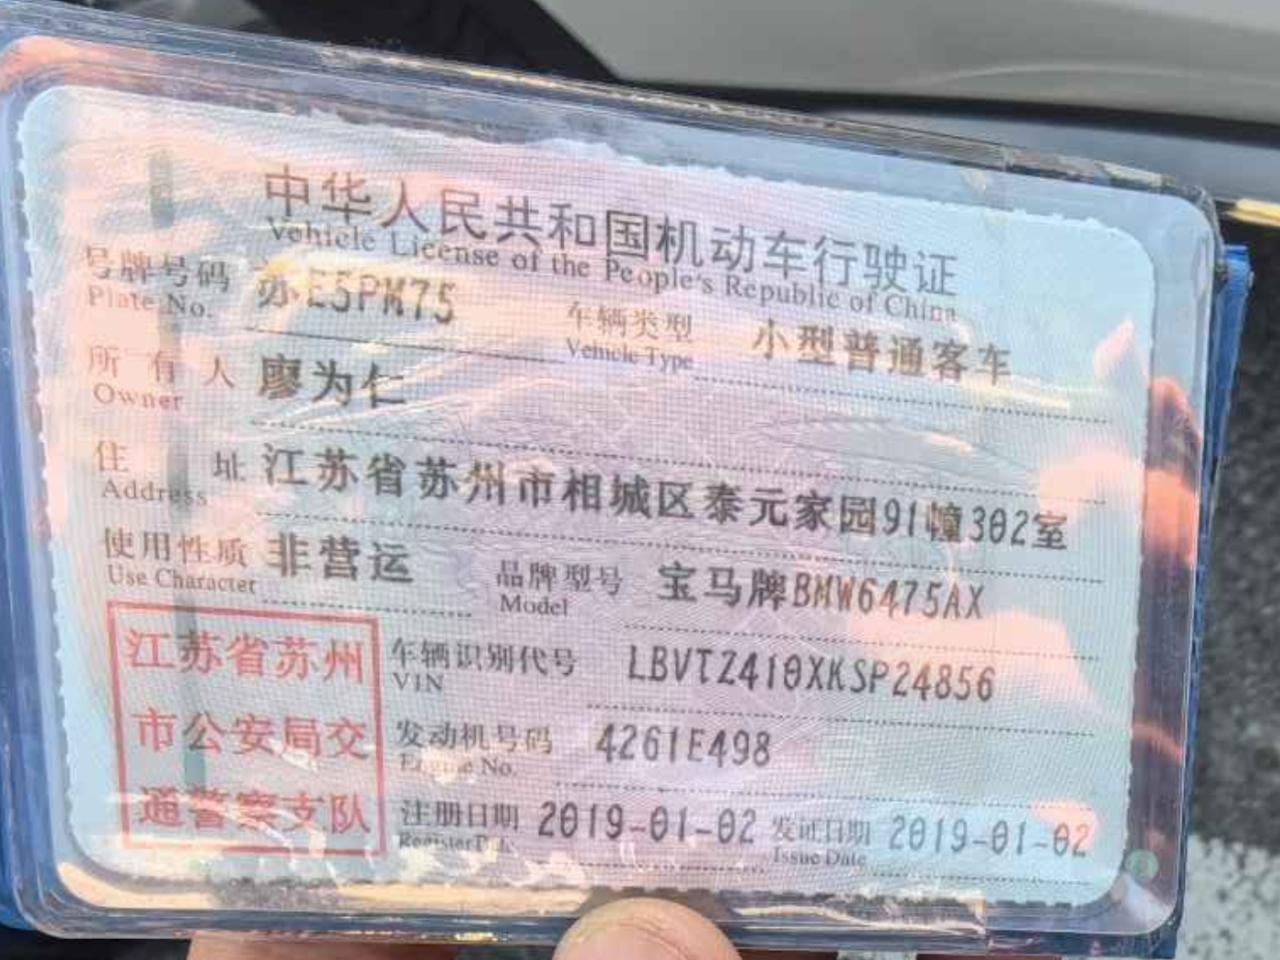 中华人民共和国机动车行驶证
Vehicle License of the People's Republic of China
号牌号码 苏E5PM75 车辆类型 小型普通客车
Plate No. Vehicle Type
所有人 廖为仁
Owner
住址 江苏省苏州市相城区泰元家园91幢302室
Address
使用性质 非营运 品牌型号 宝马牌BMW6475AX
Use Character Model
江苏省苏州
市公安局交
通警察支队
车辆识别代号 LBVTZ410XKSP24856
VIN
发动机号码 4261E498
Engine No.
注册日期 2019-01-02 发证日期 2019-01-02
Register Date Issue Date